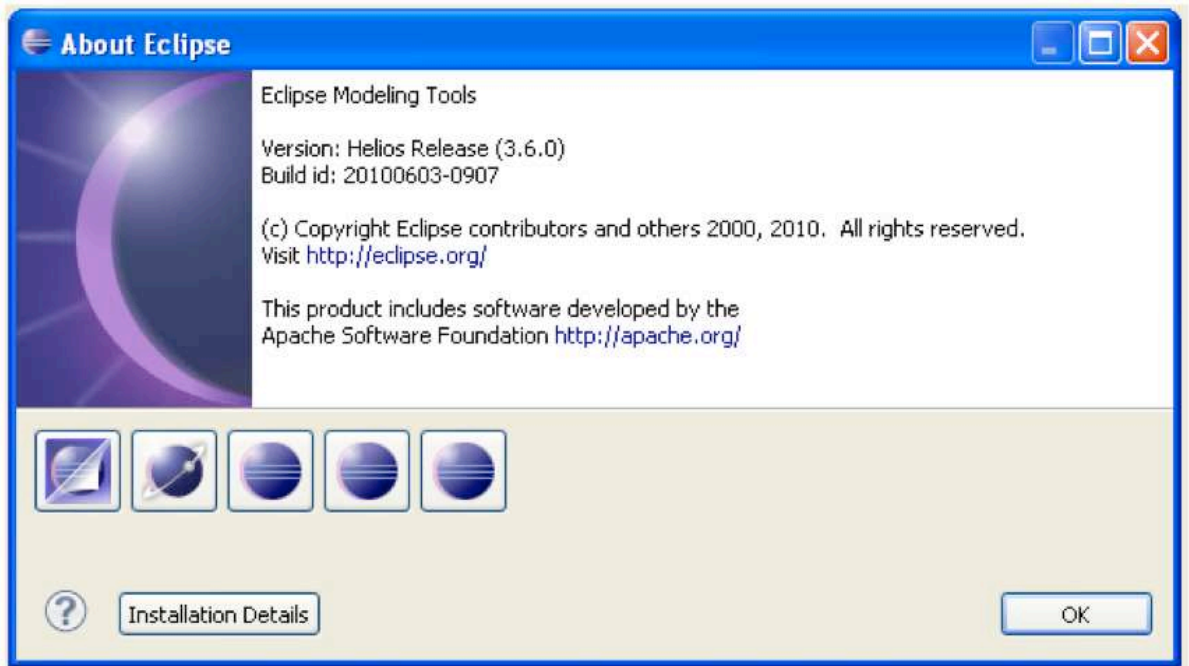 About Eclipse
Eclipse Modeling Tools
Version: Helios Release (3.6.0)
Build id: 20100603-0907
(c) Copyright Eclipse contributors and others 2000, 2010.  All rights reserved.
Visit http://eclipse.org/
This product includes software developed by the
Apache Software Foundation http://apache.org/
?
Installation Details
OK